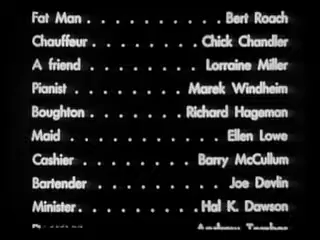 Fat Man . . . . . . . . . . Bert Roach
Chauffeur . . . . . . . . Chick Chandler
A friend . . . . . . . . . Lorraine Miller
Pianist . . . . . . . . Marek Windheim
Boughton . . . . . . . Richard Hageman
Maid . . . . . . . . . . . . Ellen Lowe
Cashier . . . . . . . . Barry McCullum
Bartender . . . . . . . . . . Joe Devlin
Minister . . . . . . . . . Hal K. Dawson